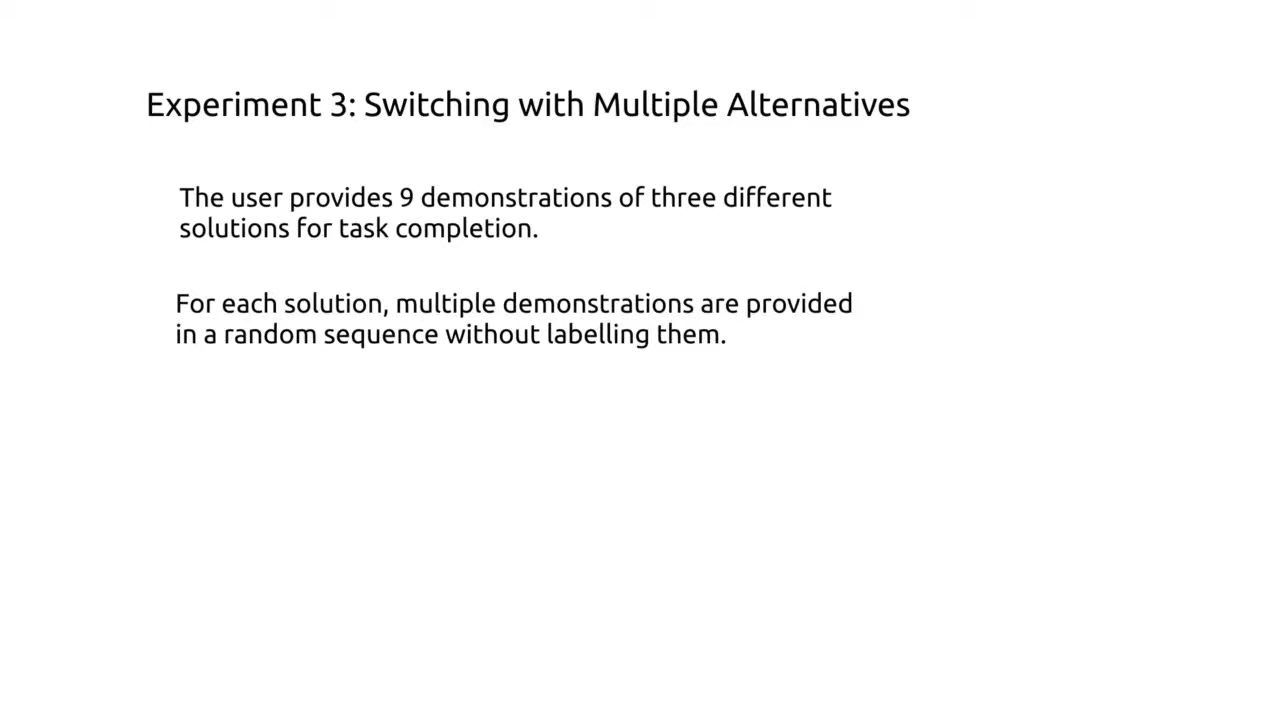 Experiment 3: Switching with Multiple Alternatives
The user provides 9 demonstrations of three different
solutions for task completion.
For each solution, multiple demonstrations are provided
in a random sequence without labelling them.